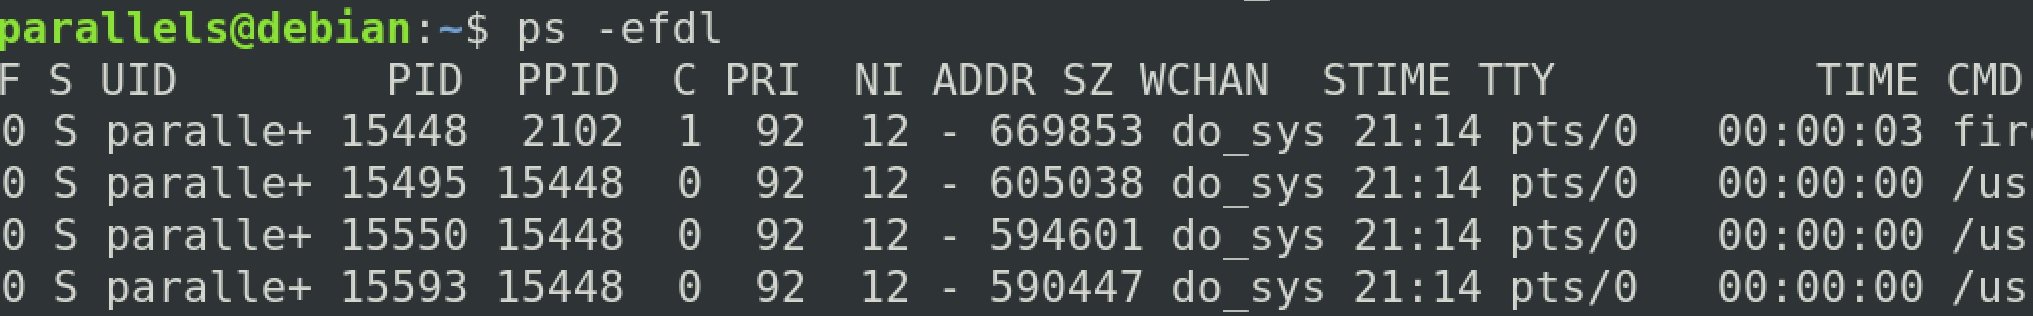 parallels@debian:~$ ps -efdl
F S UID        PID  PPID  C PRI  NI ADDR SZ WCHAN  STIME TTY          TIME CMD
0 S paralle+ 15448  2102  1  92  12 - 669853 do_sys 21:14 pts/0   00:00:03 fir
0 S paralle+ 15495 15448  0  92  12 - 605038 do_sys 21:14 pts/0   00:00:00 /us
0 S paralle+ 15550 15448  0  92  12 - 594601 do_sys 21:14 pts/0   00:00:00 /us
0 S paralle+ 15593 15448  0  92  12 - 590447 do_sys 21:14 pts/0   00:00:00 /us